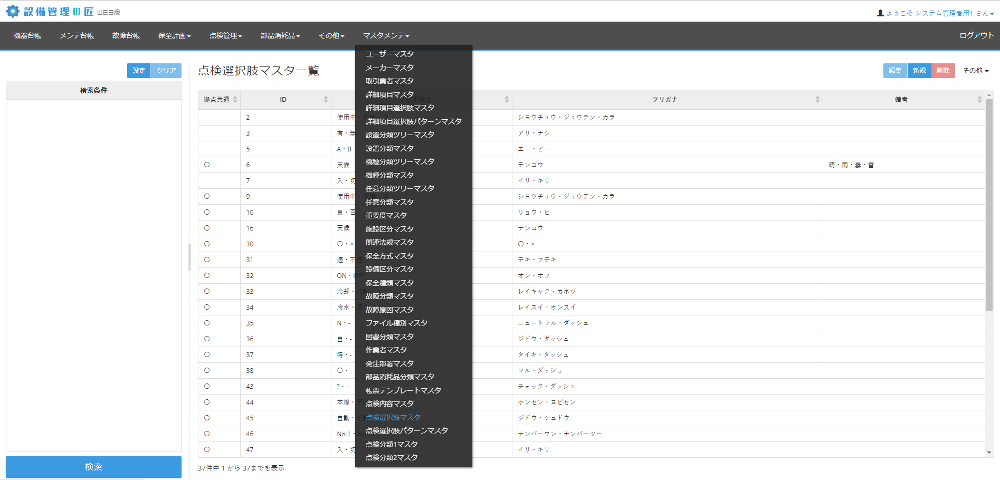 設備管理の匠 WEB版
ようこそ システム管理者用1 さん
機器台帳 メンテ台帳 故障台帳 保全計画 点検管理 部品消耗品 その他 マスタメンテ ログアウト
ユーザーマスタ
メーカーマスタ
取引業者マスタ
詳細項目マスタ
詳細項目選択肢マスタ
詳細項目選択肢パターンマスタ
設置分類ツリーマスタ
設置分類マスタ
機種分類ツリーマスタ
機種分類マスタ
任意分類ツリーマスタ
任意分類マスタ
重要度マスタ
施設区分マスタ
関連法規マスタ
保全方式マスタ
設備区分マスタ
保全種類マスタ
故障分類マスタ
故障原因マスタ
ファイル種別マスタ
図書分類マスタ
作業者マスタ
発注部署マスタ
部品消耗品分類マスタ
帳票テンプレートマスタ
点検内容マスタ
点検選択肢マスタ
点検選択肢パターンマスタ
点検分類1マスタ
点検分類2マスタ
設定 クリア
検索条件
検索
点検選択肢マスタ一覧
編集 新規 削除 その他
拠点共通 ID 選択肢名 フリガナ 備考
2 使用中・ ショウチュウ・ジュウテン・カラ
3 有・無 アリ・ナシ
5 A・B エー・ビー
〇 6 天候 テンコウ 晴・雨・曇・雪
7 入・切 イリ・キリ
〇 9 使用中・ ショウチュウ・ジュウテン・カラ
〇 10 良・否 リョウ・ヒ
〇 16 天候 テンコウ
〇 30 〇・× 〇・×
〇 31 適・不適 テキ・フテキ
〇 32 ON・OFF オン・オフ
〇 33 冷却・加熱 レイキャク・カネツ
〇 34 冷水・温水 レイスイ・オンスイ
〇 35 N・- ニュートラル・ダッシュ
〇 36 自・- ジドウ・ダッシュ
〇 37 待・- タイキ・ダッシュ
〇 38 〇・- マル・ダッシュ
〇 43 ?・- チェック・ダッシュ
〇 44 本線・予備 ホンセン・ヨビセン
〇 45 自動・手動 ジドウ・シュドウ
〇 46 No.1・No.2 ナンバーワン・ナンバーツー
〇 47 入・切 イリ・キリ
37件中 1 から 37までを表示